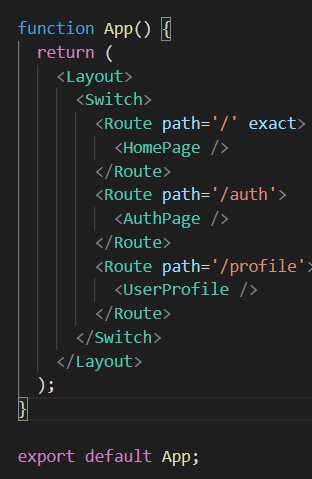 function App() {
  return (
    <Layout>
      <Switch>
        <Route path='/' exact>
          <HomePage />
        </Route>
        <Route path='/auth'>
          <AuthPage />
        </Route>
        <Route path='/profile'>
          <UserProfile />
        </Route>
      </Switch>
    </Layout>
  );
}

export default App;